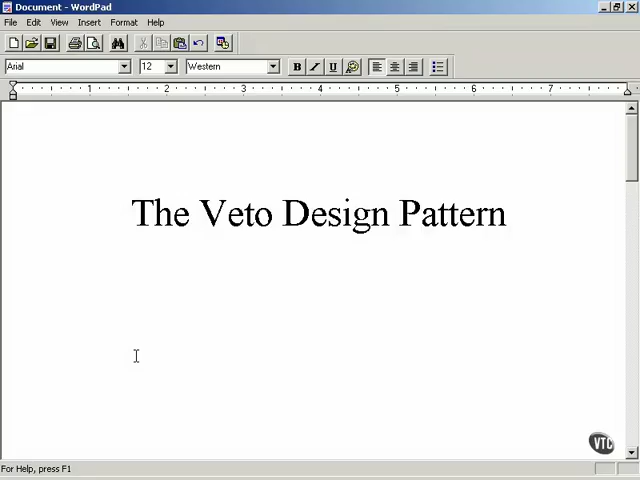 Document - WordPad
File Edit View Insert Format Help
Arial 12 Western B I U
1 2 3 4 5 6 7
The Veto Design Pattern
VTC
For Help, press F1